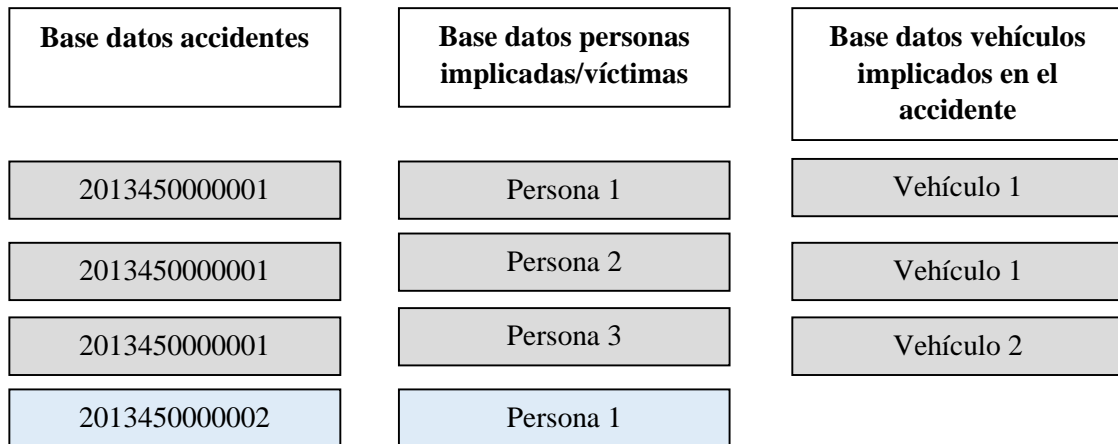 Base datos accidentes
Base datos personas
implicadas/víctimas
Base datos vehículos
implicados en el
accidente
2013450000001
Persona 1
Vehículo 1
2013450000001
Persona 2
Vehículo 1
2013450000001
Persona 3
Vehículo 2
2013450000002
Persona 1